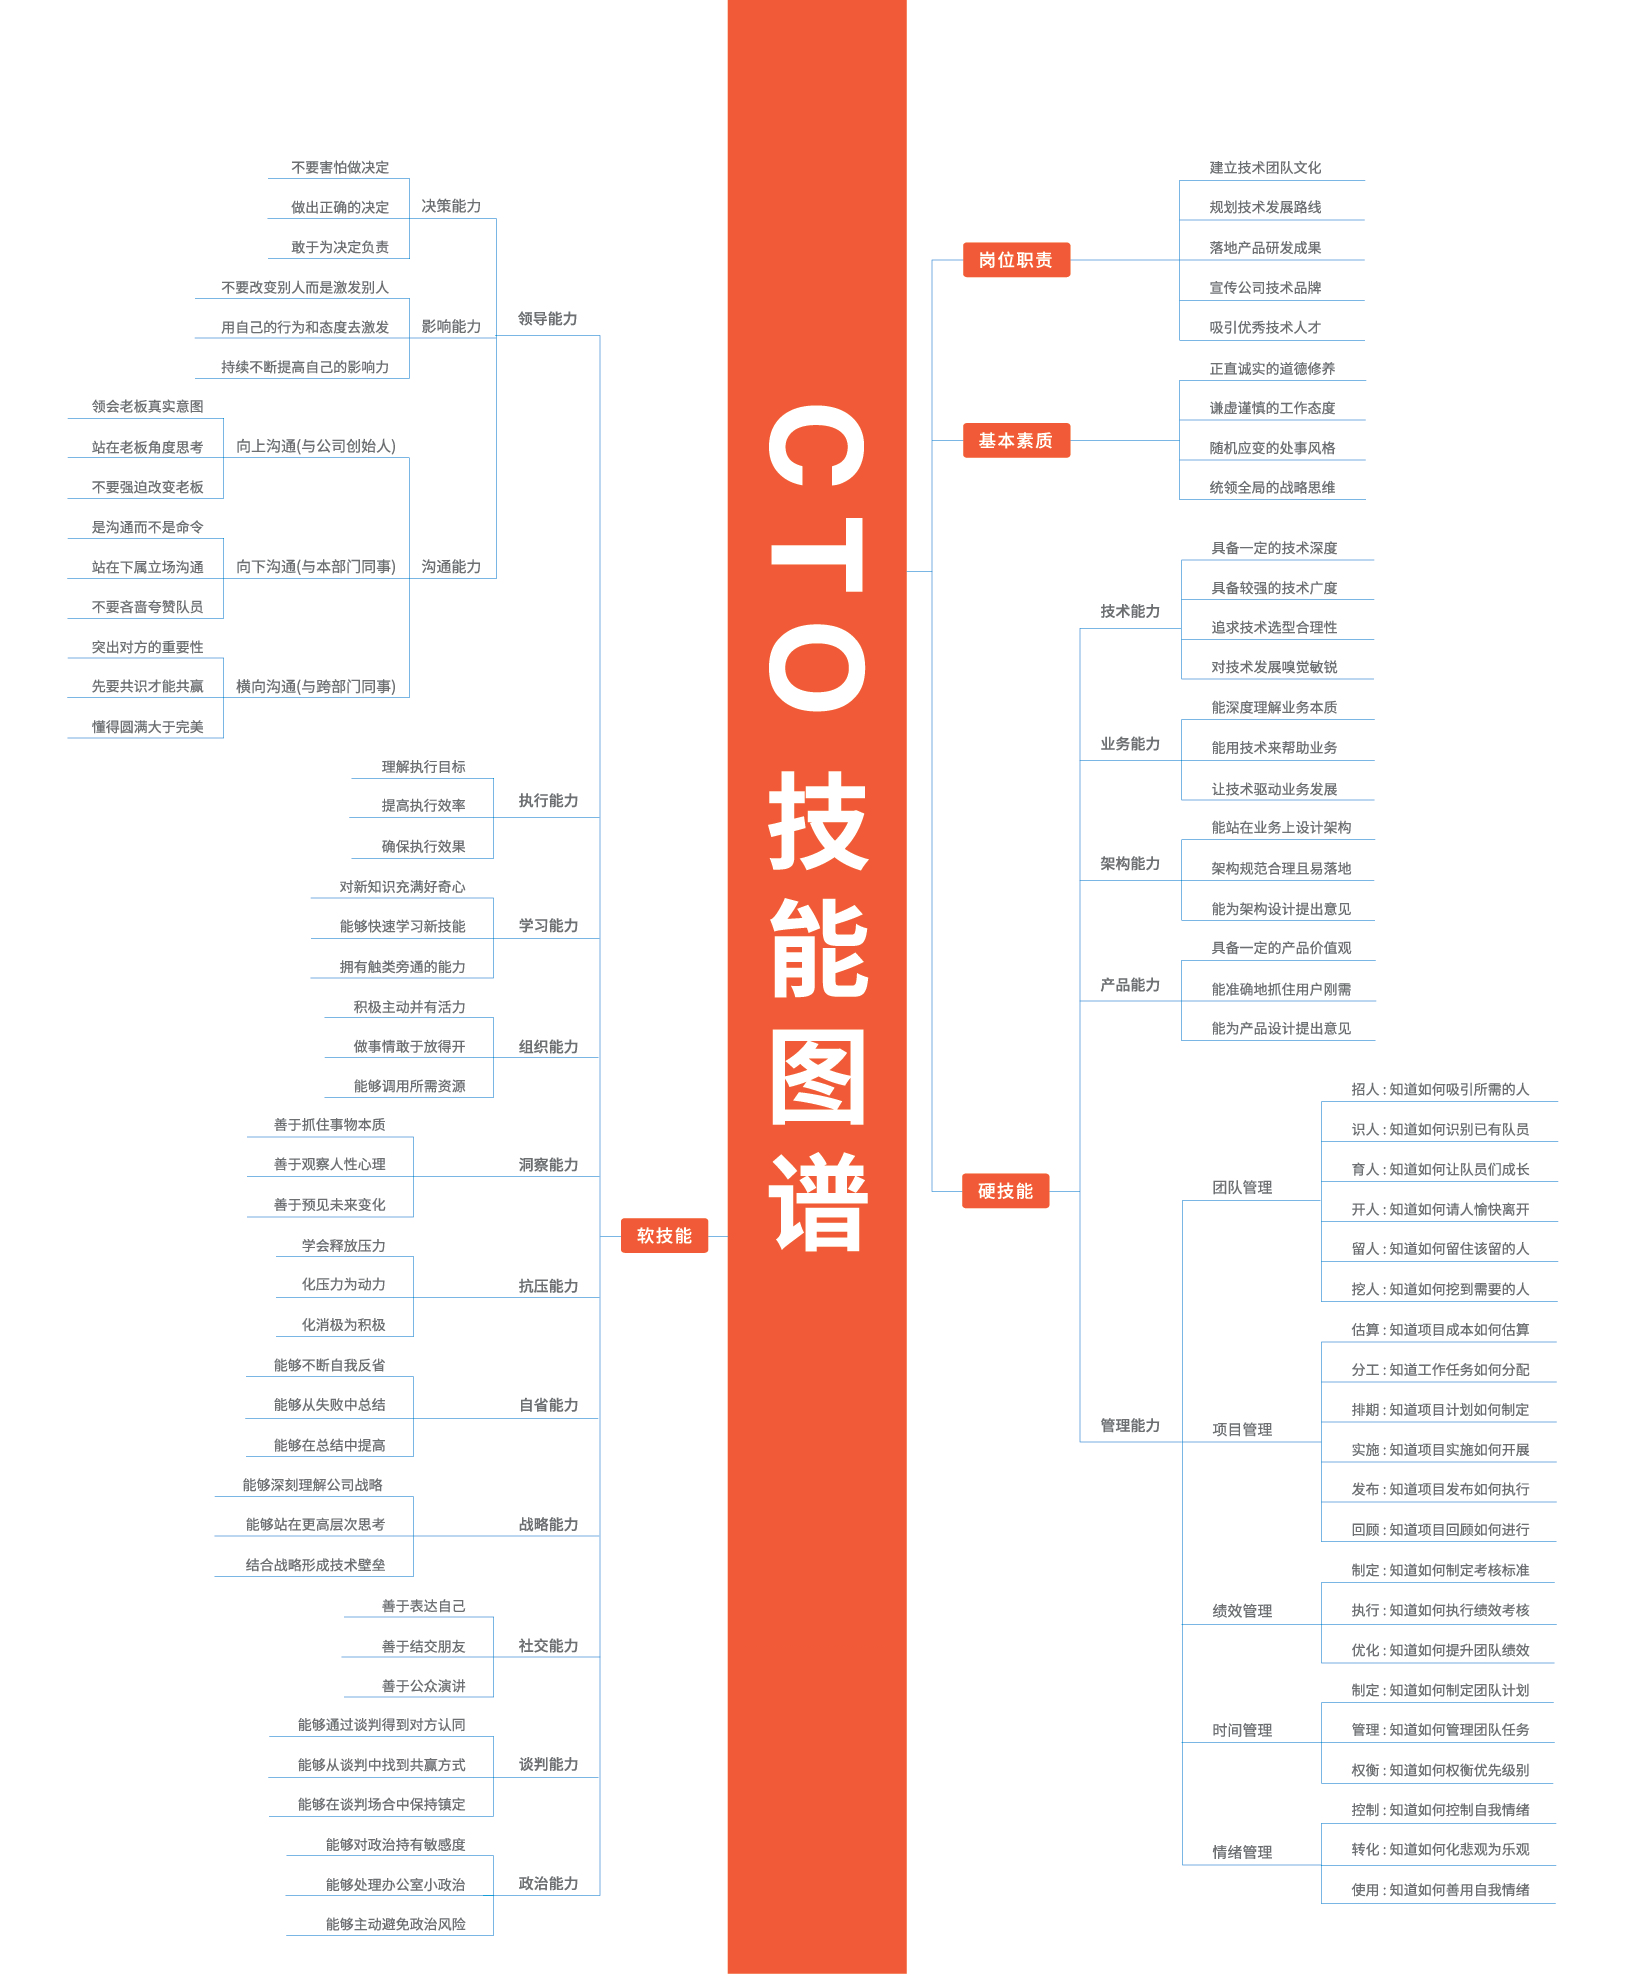 CTO技能图谱
岗位职责
建立技术团队文化
规划技术发展路线
落地产品研发成果
宣传公司技术品牌
吸引优秀技术人才
基本素质
正直诚实的道德修养
谦虚谨慎的工作态度
随机应变的处事风格
统领全局的战略思维
硬技能
技术能力
具备一定的技术深度
具备较强的技术广度
追求技术选型合理性
对技术发展嗅觉敏锐
业务能力
能深度理解业务本质
能用技术来帮助业务
让技术驱动业务发展
架构能力
能站在业务上设计架构
架构规范合理且易落地
能为架构设计提出意见
产品能力
具备一定的产品价值观
能准确地抓住用户刚需
能为产品设计提出意见
管理能力
团队管理
招人 : 知道如何吸引所需的人
识人 : 知道如何识别已有队员
育人 : 知道如何让队员们成长
开人 : 知道如何请人愉快离开
留人 : 知道如何留住该留的人
挖人 : 知道如何挖到需要的人
项目管理
估算 : 知道项目成本如何估算
分工 : 知道工作任务如何分配
排期 : 知道项目计划如何制定
实施 : 知道项目实施如何开展
发布 : 知道项目发布如何执行
回顾 : 知道项目回顾如何进行
绩效管理
制定 : 知道如何制定考核标准
执行 : 知道如何执行绩效考核
优化 : 知道如何提升团队绩效
时间管理
制定 : 知道如何制定团队计划
管理 : 知道如何管理团队任务
权衡 : 知道如何权衡优先级别
情绪管理
控制 : 知道如何控制自我情绪
转化 : 知道如何化悲观为乐观
使用 : 知道如何善用自我情绪
软技能
领导能力
决策能力
不要害怕做决定
做出正确的决定
敢于为决定负责
影响能力
不要改变别人而是激发别人
用自己的行为和态度去激发
持续不断提高自己的影响力
沟通能力
向上沟通(与公司创始人)
领会老板真实意图
站在老板角度思考
不要强迫改变老板
向下沟通(与本部门同事)
是沟通而不是命令
站在下属立场沟通
不要吝啬夸赞队员
横向沟通(与跨部门同事)
突出对方的重要性
先要共识才能共赢
懂得圆满大于完美
执行能力
理解执行目标
提高执行效率
确保执行效果
学习能力
对新知识充满好奇心
能够快速学习新技能
拥有触类旁通的能力
组织能力
积极主动并有活力
做事情敢于放得开
能够调用所需资源
洞察能力
善于抓住事物本质
善于观察人性心理
善于预见未来变化
抗压能力
学会释放压力
化压力为动力
化消极为积极
自省能力
能够不断自我反省
能够从失败中总结
能够在总结中提高
战略能力
能够深刻理解公司战略
能够站在更高层次思考
结合战略形成技术壁垒
社交能力
善于表达自己
善于结交朋友
善于公众演讲
谈判能力
能够通过谈判得到对方认同
能够从谈判中找到共赢方式
能够在谈判场合中保持镇定
政治能力
能够对政治持有敏感度
能够处理办公室小政治
能够主动避免政治风险